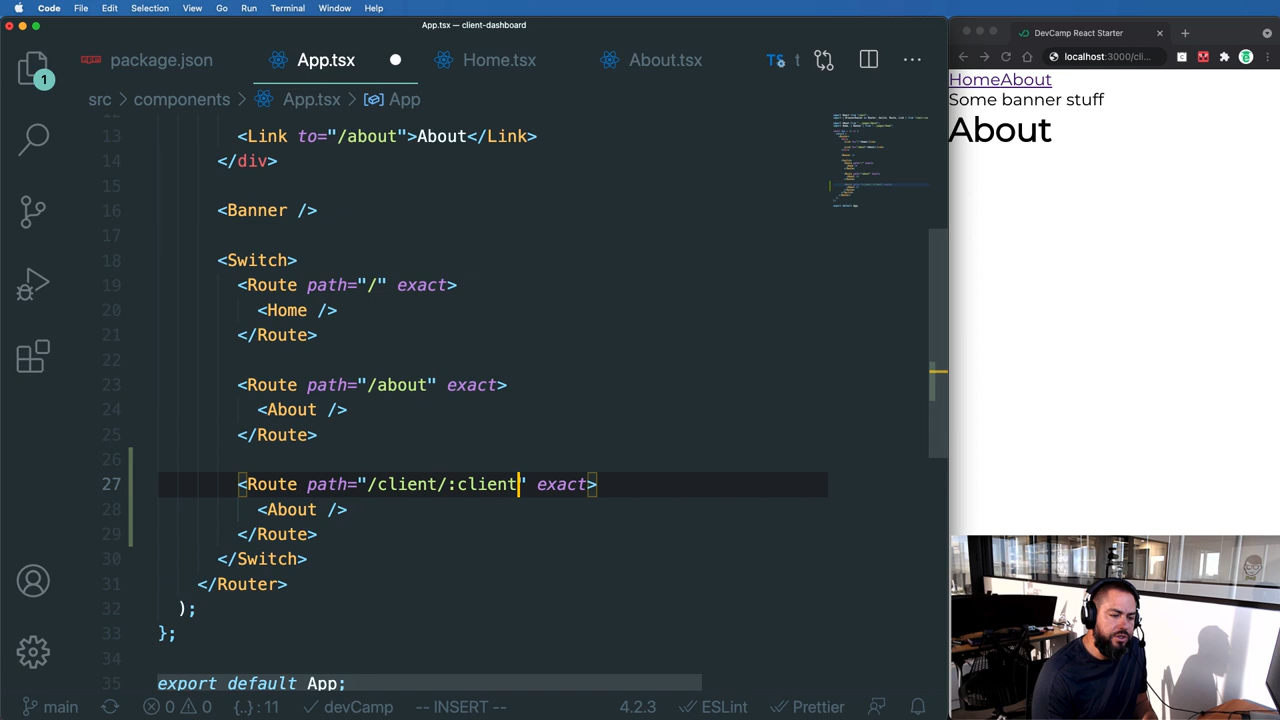 Code File Edit Selection View Go Run Terminal Window Help
App.tsx — client-dashboard
package.json App.tsx Home.tsx About.tsx TS t
1
src > components > App.tsx > App
13 <Link to="/about">About</Link>
14 </div>
15
16 <Banner />
17
18 <Switch>
19 <Route path="/" exact>
20 <Home />
21 </Route>
22
23 <Route path="/about" exact>
24 <About />
25 </Route>
26
27 <Route path="/client/:client" exact>
28 <About />
29 </Route>
30 </Switch>
31 </Router>
32 );
33 };
34
35 export default App;
main 0 0 {..} devCamp -- INSERT -- 4.2.3 ESLint Prettier
DevCamp React Starter
localhost:3000/cli...
HomeAbout
Some banner stuff
About